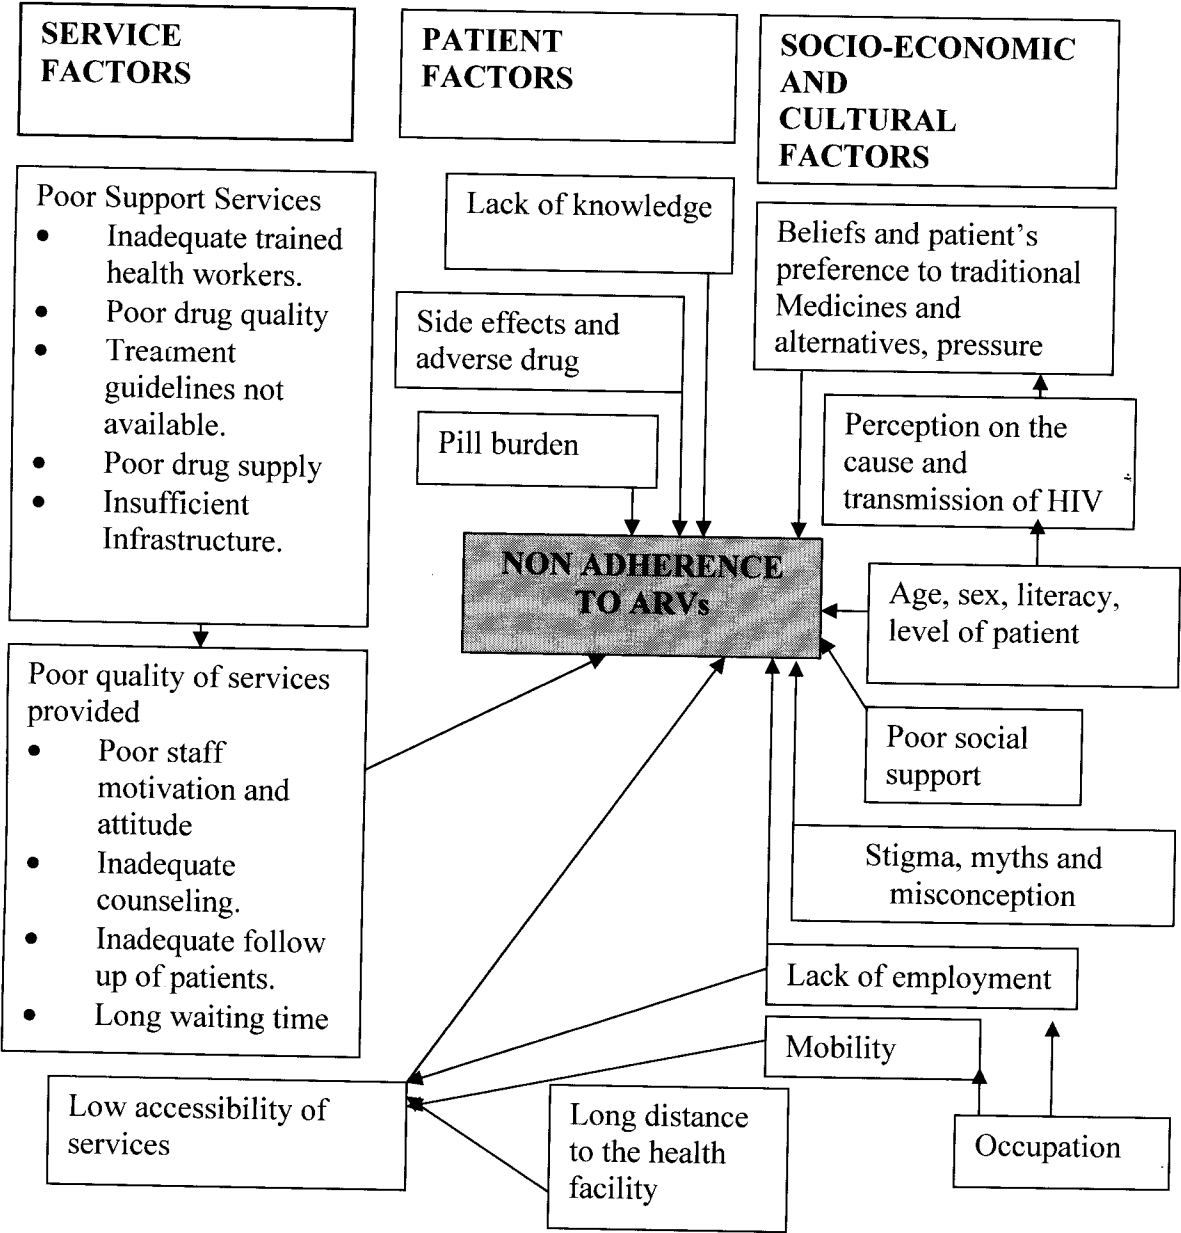 SERVICE
FACTORS
PATIENT
FACTORS
SOCIO-ECONOMIC
AND
CULTURAL
FACTORS
Poor Support Services
• Inadequate trained
health workers.
• Poor drug quality
• Treatment
guidelines not
available.
• Poor drug supply
• Insufficient
Infrastructure.
Poor quality of services
provided
• Poor staff
motivation and
attitude
• Inadequate
counseling.
• Inadequate follow
up of patients.
• Long waiting time
Low accessibility of
services
Lack of knowledge
Side effects and
adverse drug
Pill burden
NON ADHERENCE
TO ARVs
Long distance
to the health
facility
Beliefs and patient's
preference to traditional
Medicines and
alternatives, pressure
Perception on the
cause and
transmission of HIV
Age, sex, literacy,
level of patient
Poor social
support
Stigma, myths and
misconception
Lack of employment
Mobility
Occupation